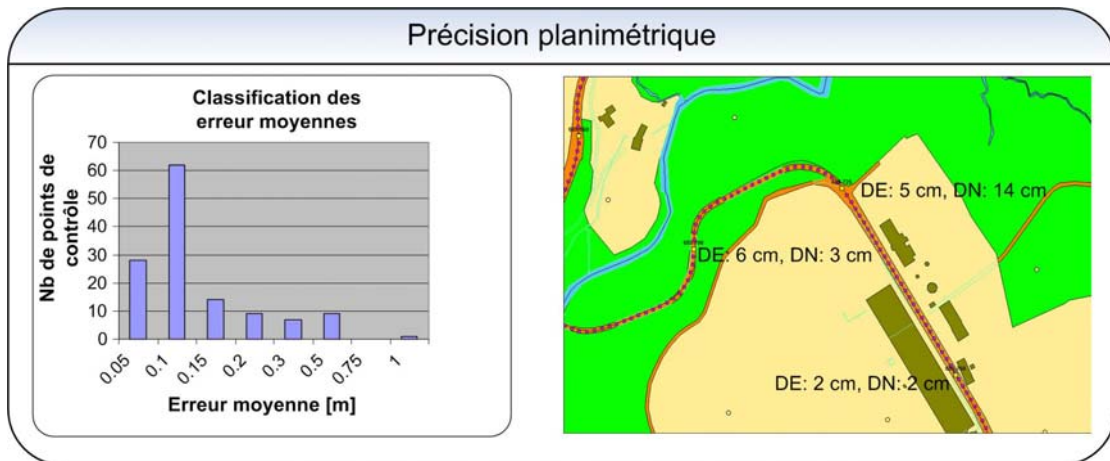 Précision planimétrique
Classification des
erreur moyennes
Nb de points de
contrôle
70
60
50
40
30
20
10
0
0.05
0.1
0.15
0.2
0.3
0.5
0.75
1
Erreur moyenne [m]
DE: 5 cm, DN: 14 cm
DE: 6 cm, DN: 3 cm
DE: 2 cm, DN: 2 cm